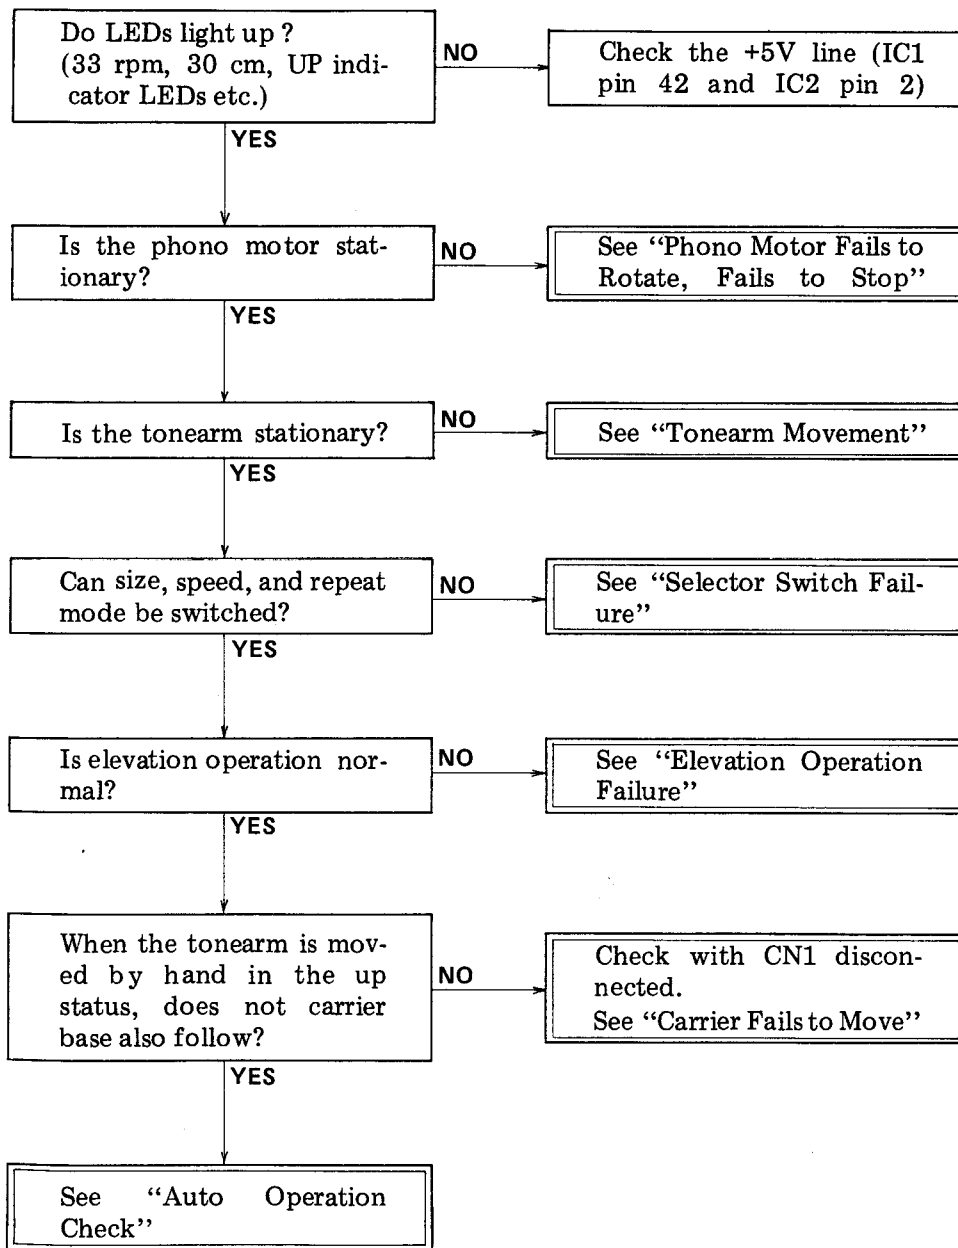 Do LEDs light up ?
(33 rpm, 30 cm, UP indi-
cator LEDs etc.)
NO
Check the +5V line (IC1
pin 42 and IC2 pin 2)
YES
Is the phono motor stat-
ionary?
NO
See “Phono Motor Fails to
Rotate, Fails to Stop”
YES
Is the tonearm stationary?
NO
See “Tonearm Movement”
YES
Can size, speed, and repeat
mode be switched?
NO
See “Selector Switch Fail-
ure”
YES
Is elevation operation nor-
mal?
NO
See “Elevation Operation
Failure”
YES
When the tonearm is mov-
ed by hand in the up
status, does not carrier
base also follow?
NO
Check with CN1 discon-
nected.
See “Carrier Fails to Move”
YES
See “Auto Operation
Check”